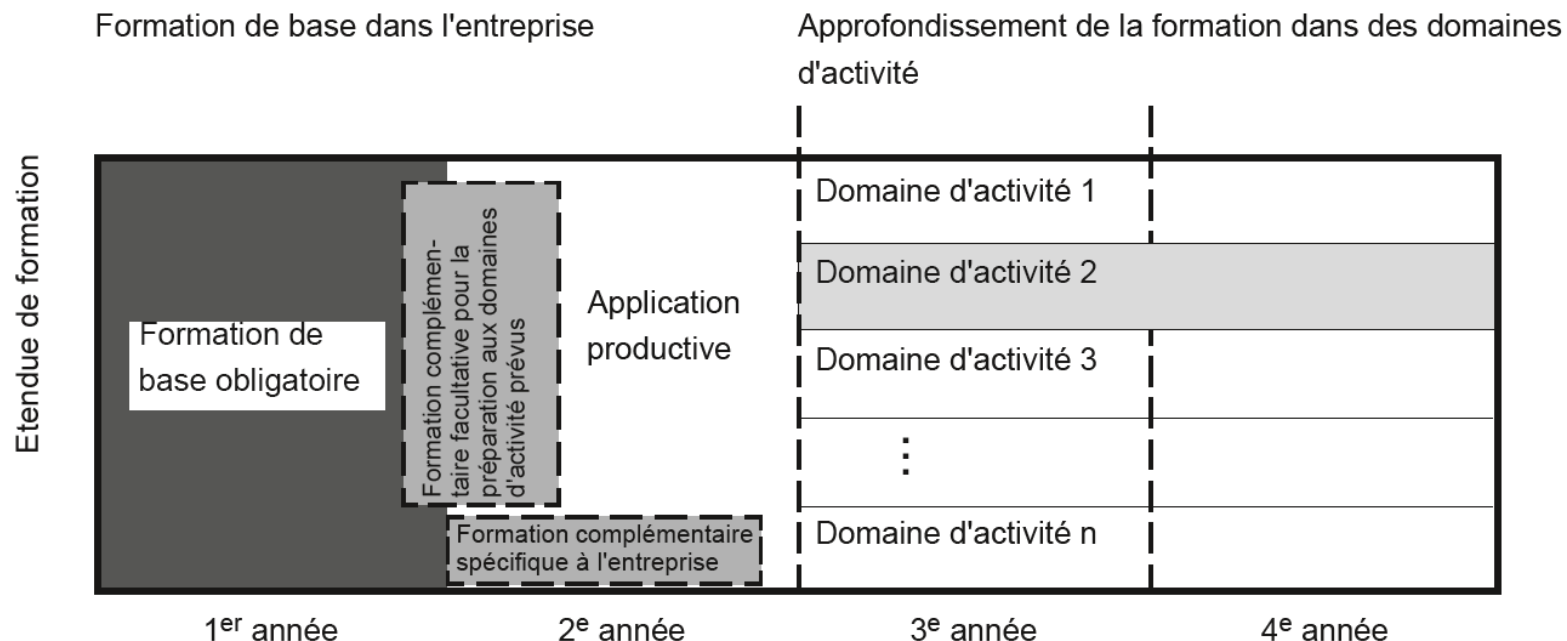 Formation de base dans l'entreprise
Approfondissement de la formation dans des domaines
d'activité
Etendue de formation
Formation de
base obligatoire
Formation complémen-
taire facultative pour la
préparation aux domaines
d'activité prévus
Application
productive
Formation complémentaire
spécifique à l'entreprise
Domaine d'activité 1
Domaine d'activité 2
Domaine d'activité 3
⋮
Domaine d'activité n
1er année
2e année
3e année
4e année